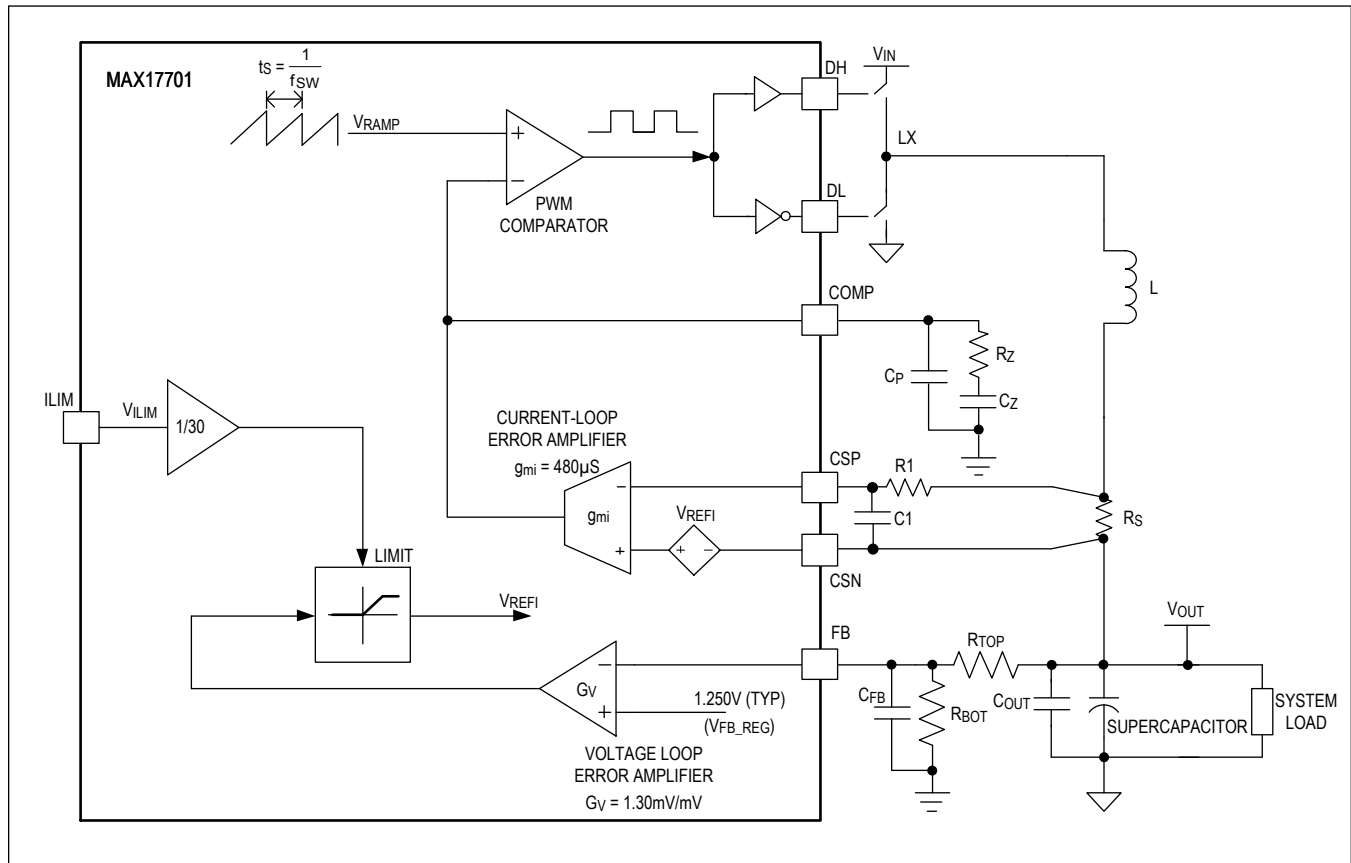 MAX17701
tS = 1
fSW
VRAMP
+
−
PWM
COMPARATOR
DH
VIN
LX
DL
L
COMP
RZ
CP
CZ
ILIM
VILIM
1/30
CURRENT-LOOP
ERROR AMPLIFIER
gmi = 480µS
−
gmi
+
VREFI
+ −
CSP
R1
C1
RS
CSN
LIMIT
VREFI
FB
VOUT
RTOP
−
GV
+
1.250V (TYP)
(VFB_REG)
CFB
RBOT
COUT
SUPERCAPACITOR
SYSTEM
LOAD
VOLTAGE LOOP
ERROR AMPLIFIER
GV = 1.30mV/mV